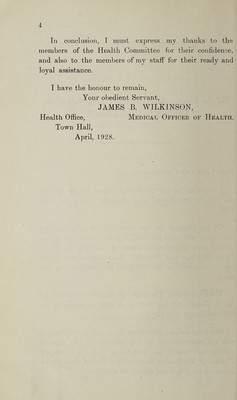 4
In conclusion, I must express my thanks to the
members of the Health Committee for their confidence,
and also to the members of my staff for their ready and
loyal assistance.
I have the honour to remain,
Your obedient Servant,
JAMES B. WILKINSON,
Health Office, MEDICAL OFFICER OF HEALTH.
Town Hall,
April, 1928.